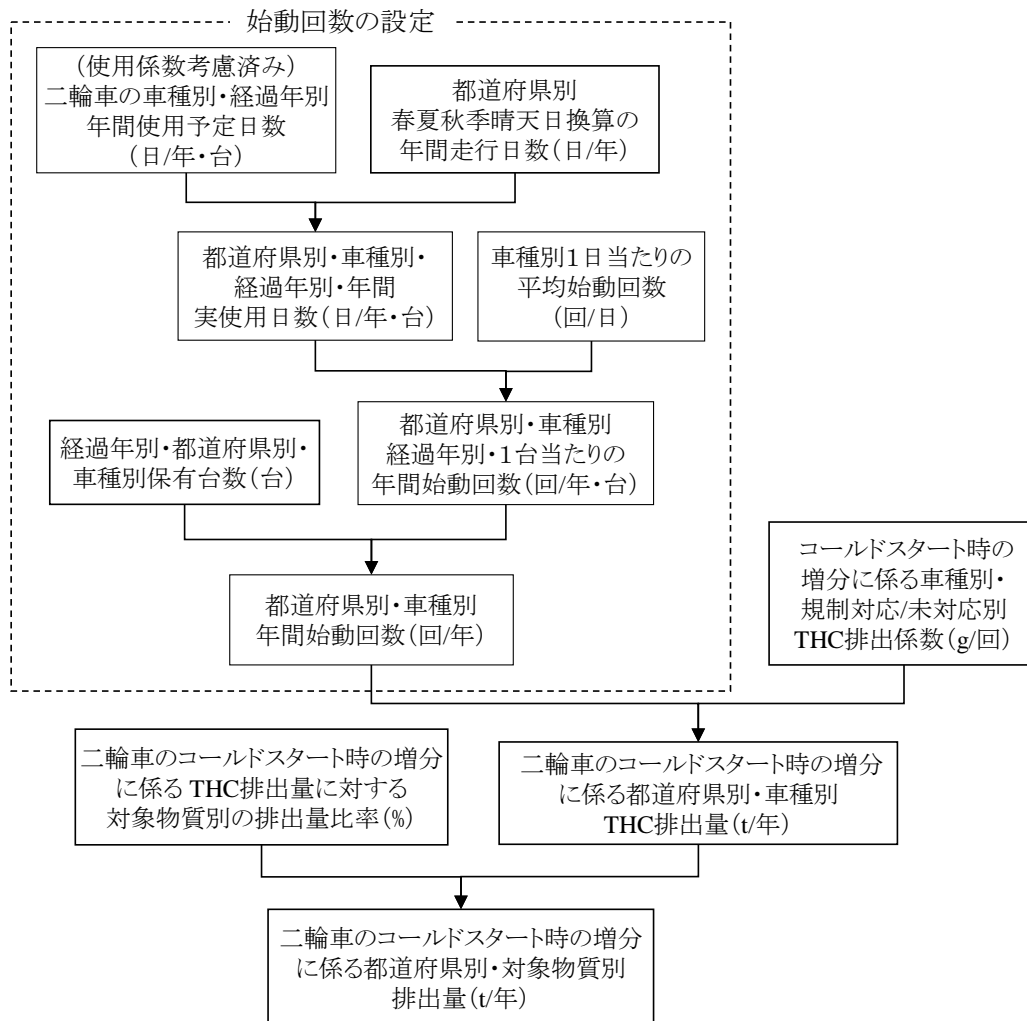 始動回数の設定
(使用係数考慮済み)
二輪車の車種別・経過年別
年間使用予定日数
(日/年・台)
都道府県別
春夏秋季晴天日換算の
年間走行日数(日/年)
都道府県別・車種別・
経過年別・年間
実使用日数(日/年・台)
車種別1日当たりの
平均始動回数
(回/日)
経過年別・都道府県別・
車種別保有台数(台)
都道府県別・車種別
経過年別・1台当たりの
年間始動回数(回/年・台)
都道府県別・車種別
年間始動回数(回/年)
コールドスタート時の
増分に係る車種別・
規制対応/未対応別
THC排出係数(g/回)
二輪車のコールドスタート時の増分
に係るTHC排出量に対する
対象物質別の排出量比率(%)
二輪車のコールドスタート時の増分
に係る都道府県別・車種別
THC排出量(t/年)
二輪車のコールドスタート時の増分
に係る都道府県別・対象物質別
排出量(t/年)